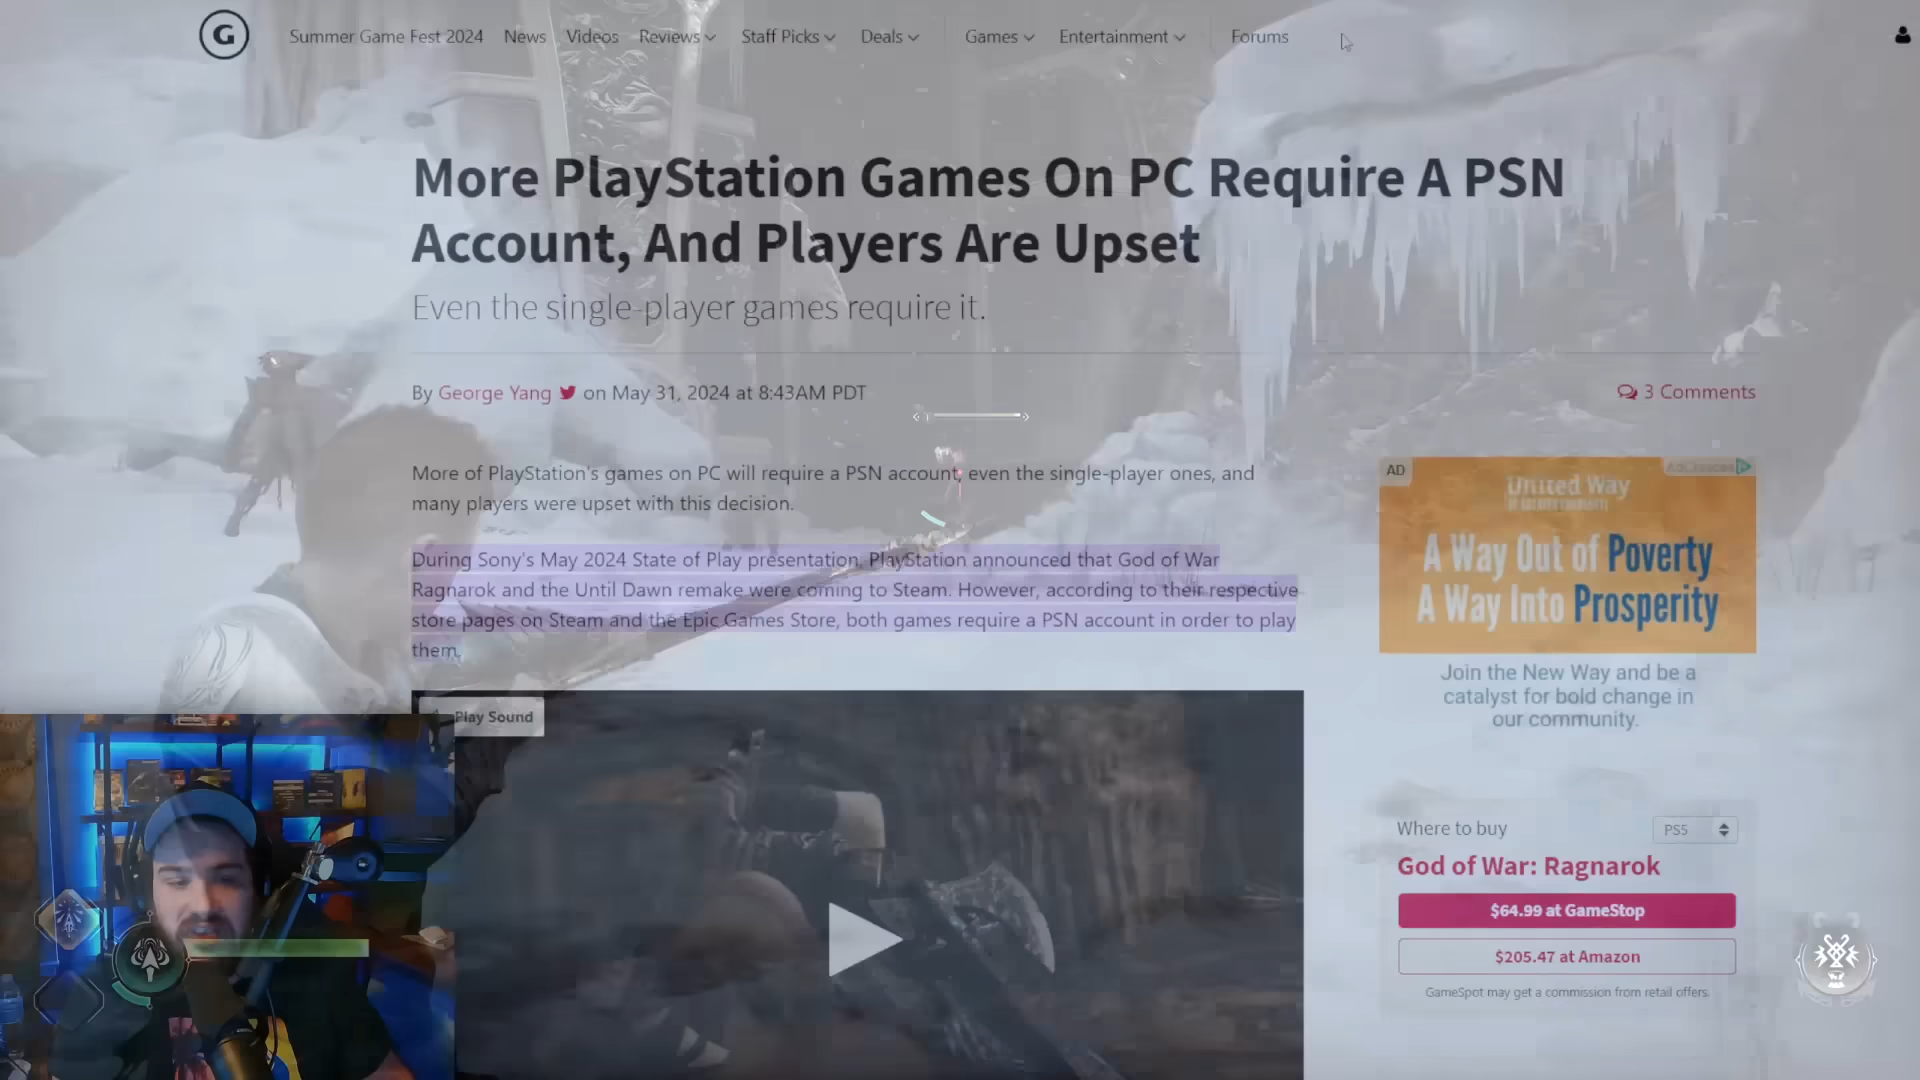 G
Summer Game Fest 2024 News Videos Reviews Staff Picks Deals Games Entertainment Forums
More PlayStation Games On PC Require A PSN
Account, And Players Are Upset
Even the single-player games require it.
By George Yang on May 31, 2024 at 8:43AM PDT
3 Comments
More of PlayStation's games on PC will require a PSN account, even the single-player ones, and
many players were upset with this decision.
During Sony's May 2024 State of Play presentation, PlayStation announced that God of War
Ragnarok and the Until Dawn remake were coming to Steam. However, according to their respective
store pages on Steam and the Epic Games Store, both games require a PSN account in order to play
them.
Play Sound
AD
AdChoices
United Way
A Way Out of Poverty
A Way Into Prosperity
Join the New Way and be a
catalyst for bold change in
our community.
Where to buy
PS5
God of War: Ragnarok
$64.99 at GameStop
$205.47 at Amazon
GameSpot may get a commission from retail offers.